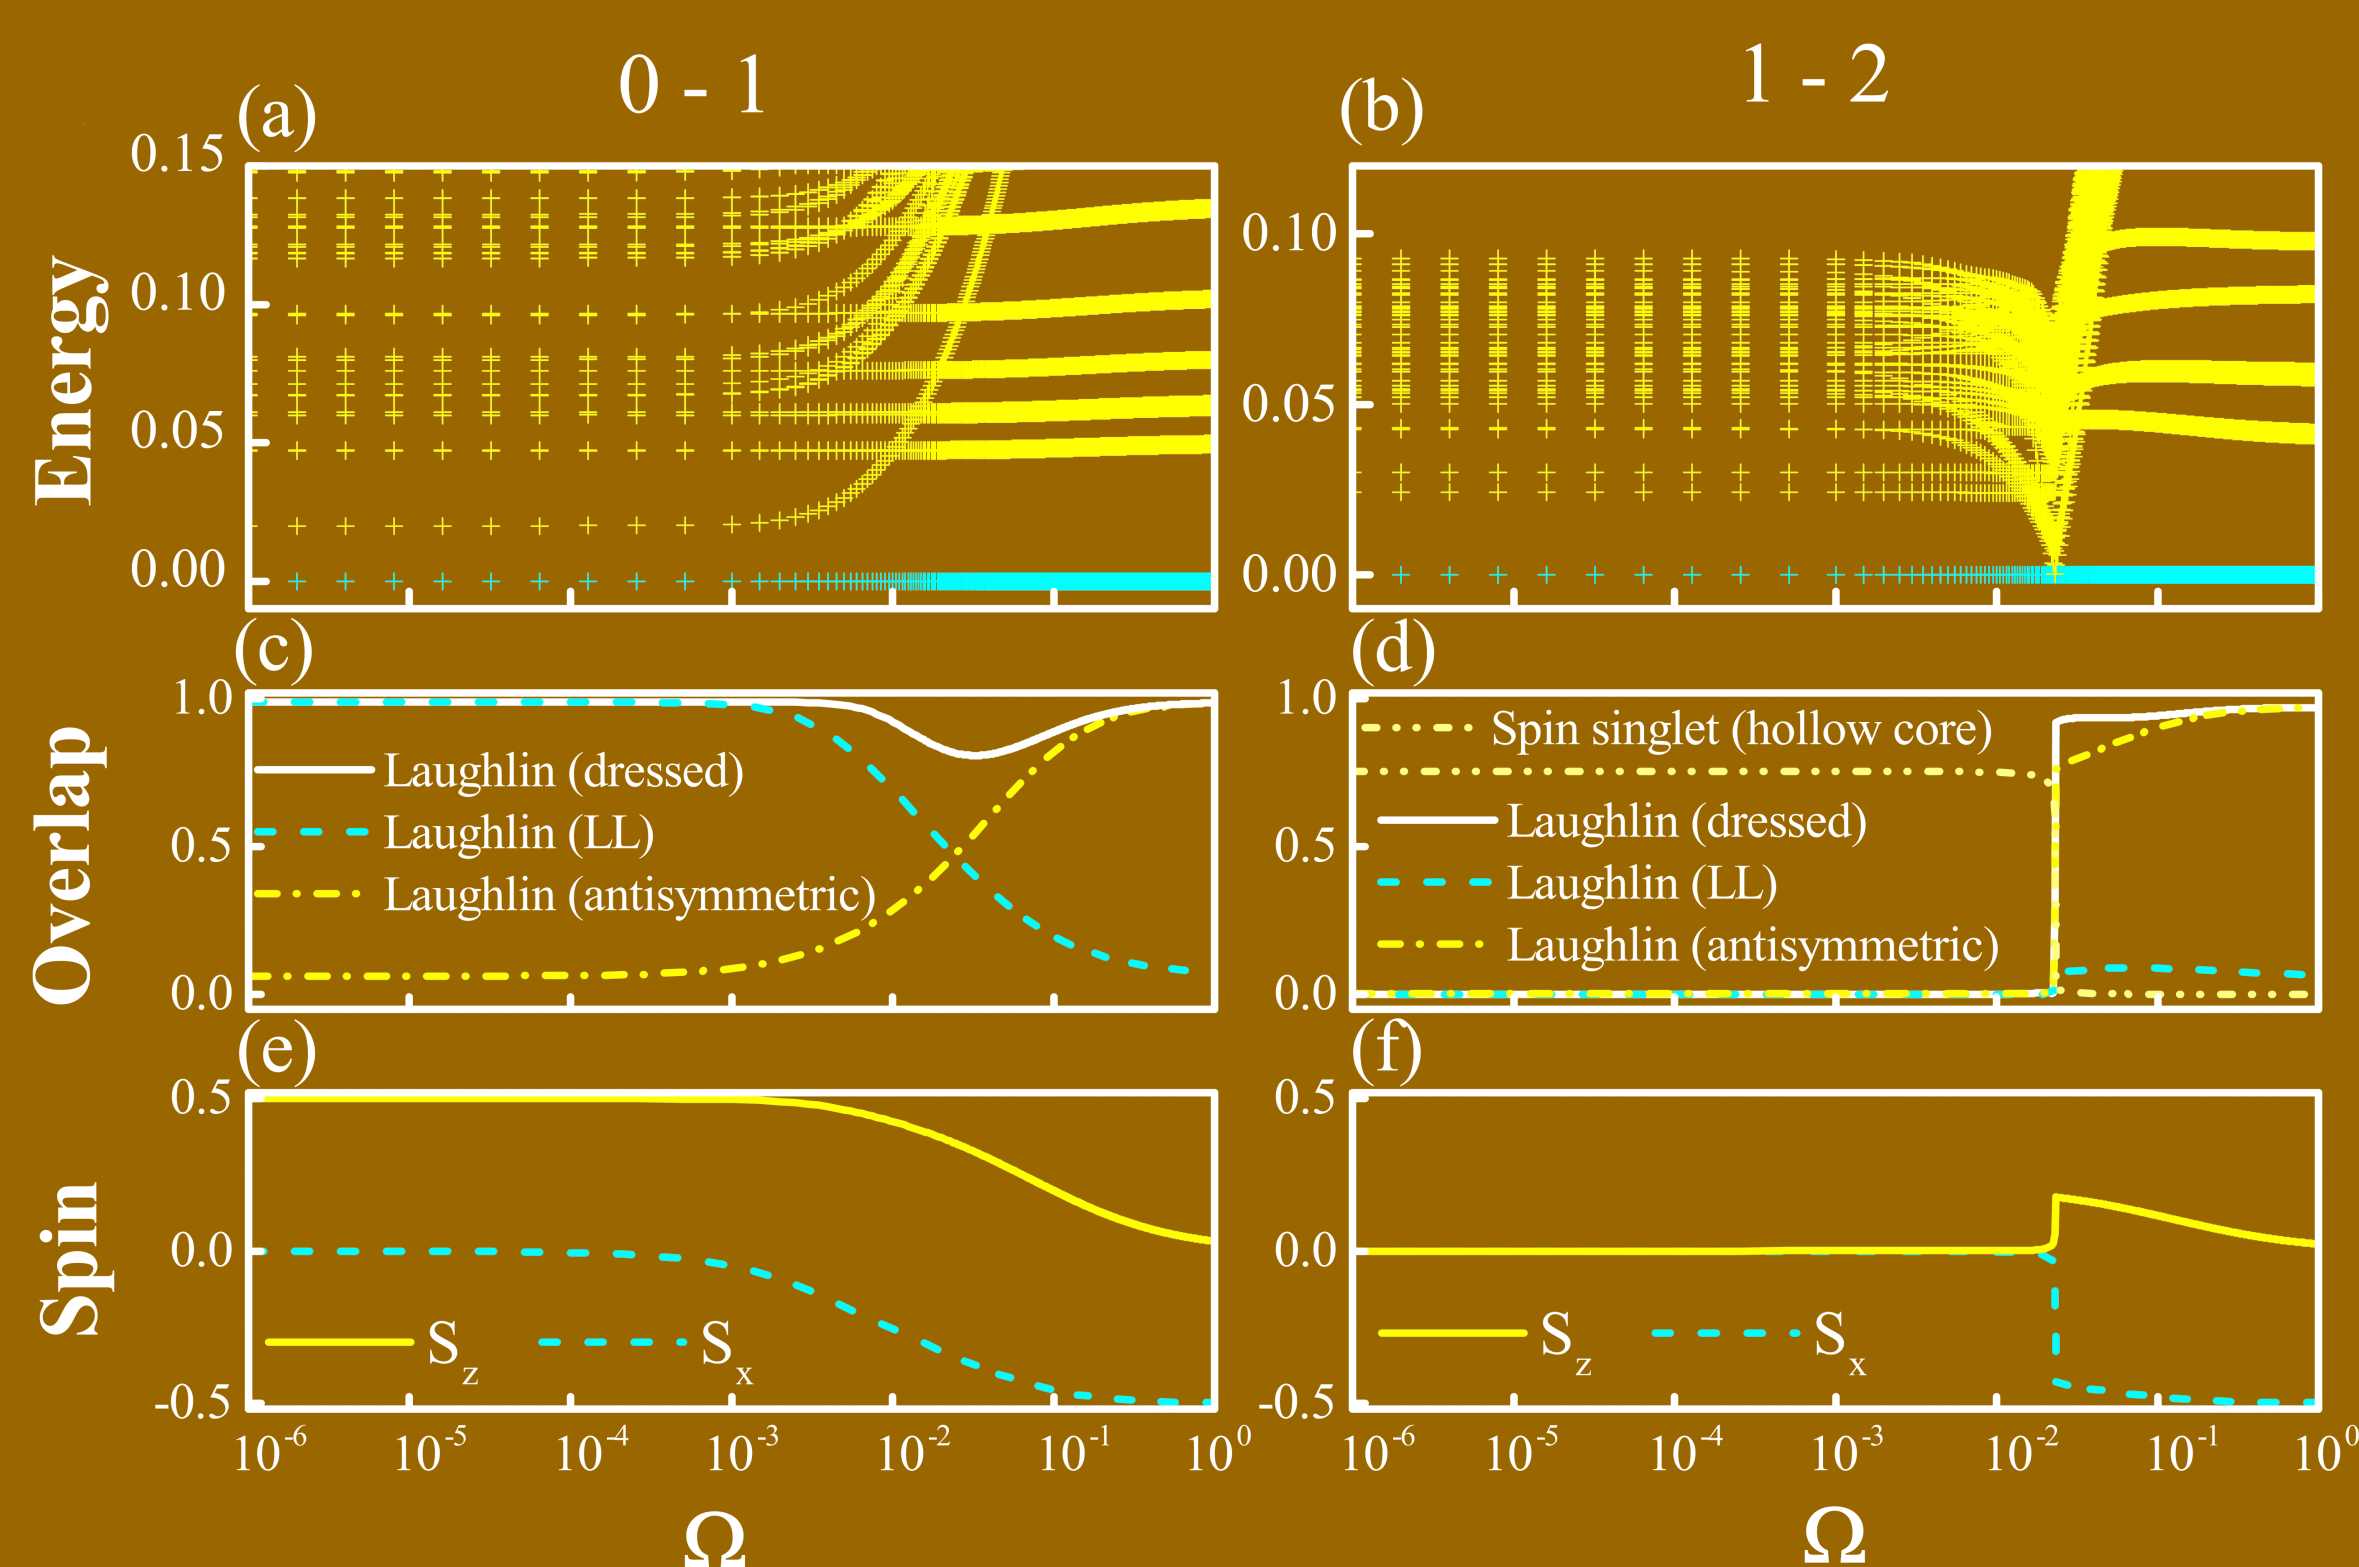 0 - 1
1 - 2
(a)
(b)
Energy
0.15
0.10
0.05
0.00
0.10
0.05
0.00
(c)
(d)
Overlap
1.0
0.5
0.0
Laughlin (dressed)
Laughlin (LL)
Laughlin (antisymmetric)
1.0
0.5
0.0
Spin singlet (hollow core)
Laughlin (dressed)
Laughlin (LL)
Laughlin (antisymmetric)
(e)
(f)
Spin
0.5
0.0
-0.5
S_z S_x
0.5
0.0
-0.5
S_z S_x
10^-6 10^-5 10^-4 10^-3 10^-2 10^-1 10^0
10^-6 10^-5 10^-4 10^-3 10^-2 10^-1 10^0
Ω
Ω